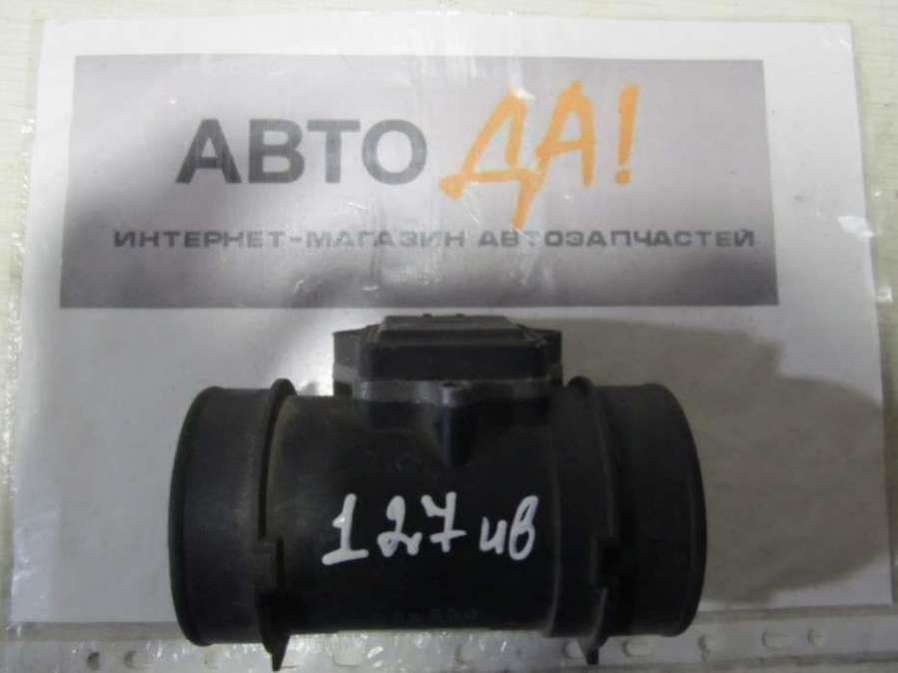 АВТО ДА!
ИНТЕРНЕТ-МАГАЗИН АВТОЗАПЧАСТЕЙ
127 ив